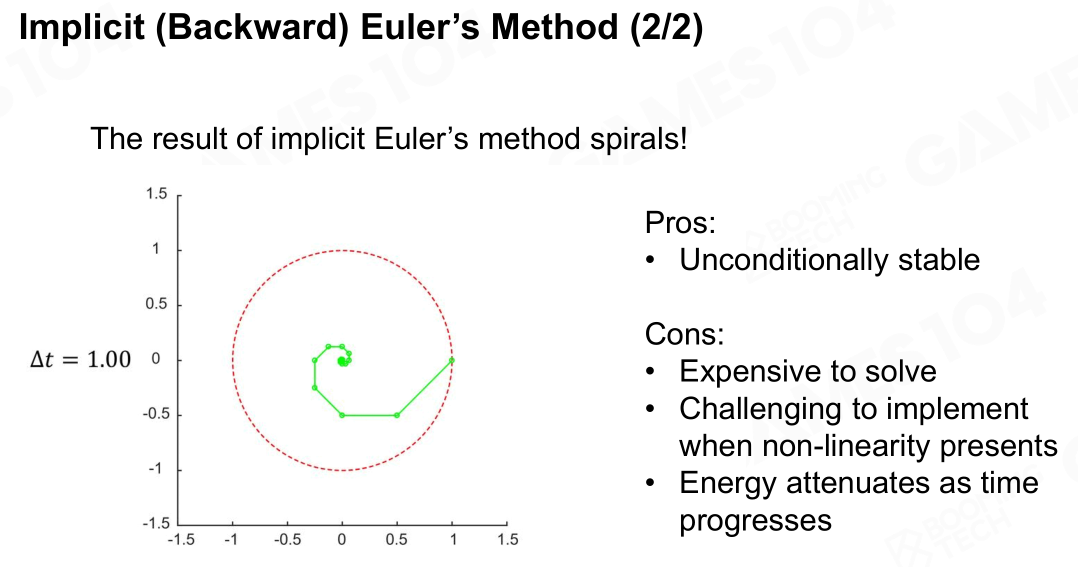 Implicit (Backward) Euler's Method (2/2)
The result of implicit Euler's method spirals!
1.5
1
0.5
Δt = 1.00
0
-0.5
-1
-1.5
-1.5
-1
-0.5
0
0.5
1
1.5
Pros:
• Unconditionally stable
Cons:
• Expensive to solve
• Challenging to implement
when non-linearity presents
• Energy attenuates as time
progresses
GAMES104
BOOMING
TECH